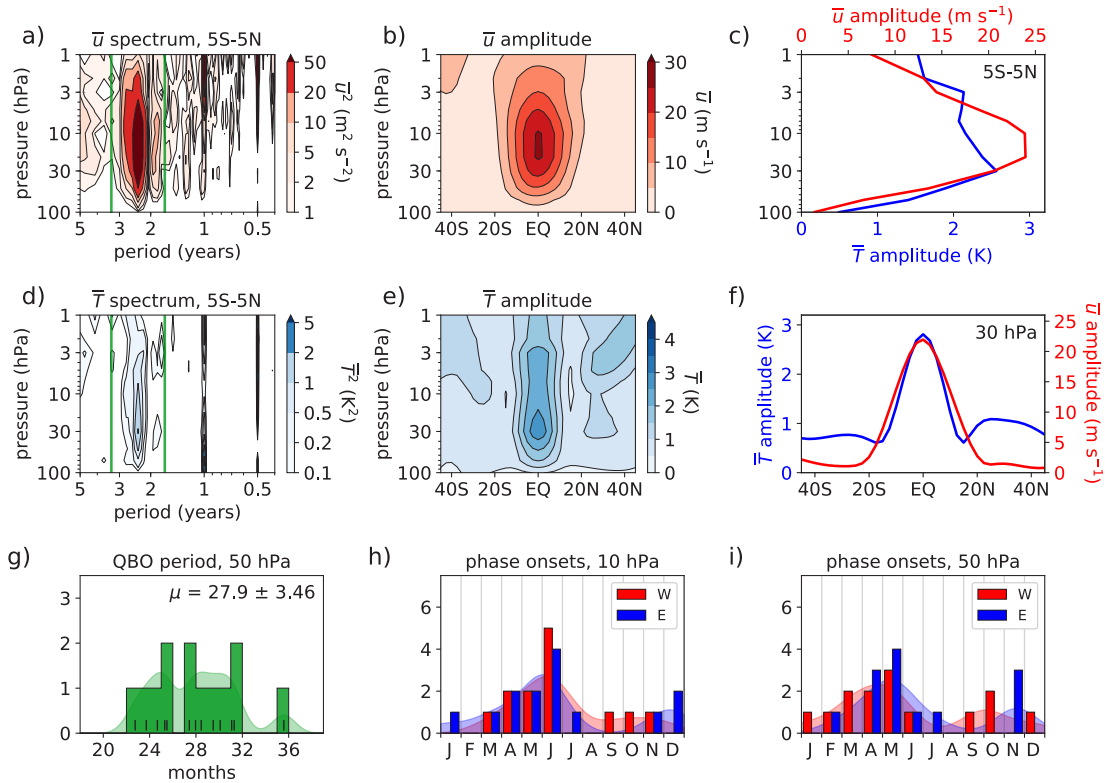 a) u̅ spectrum, 5S-5N
1
3
10
30
100
pressure (hPa)
5 3 2 1 0.5
period (years)
50
20
10
5
2
1
u̅² (m² s⁻²)
b) u̅ amplitude
1
3
10
30
100
pressure (hPa)
40S 20S EQ 20N 40N
30
20
10
0
u̅ (m s⁻¹)
c) u̅ amplitude (m s⁻¹)
0 5 10 15 20 25
5S-5N
1
3
10
30
100
pressure (hPa)
0 1 2 3
T̅ amplitude (K)
d) T̅ spectrum, 5S-5N
1
3
10
30
100
pressure (hPa)
5 3 2 1 0.5
period (years)
5
2
1
0.5
0.2
0.1
T̅² (K²)
e) T̅ amplitude
1
3
10
30
100
pressure (hPa)
40S 20S EQ 20N 40N
4
3
2
1
0
T̅ (K)
f)
30 hPa
3
2
1
0
T̅ amplitude (K)
40S 20S EQ 20N 40N
25
20
15
10
5
0
u̅ amplitude (m s⁻¹)
g) QBO period, 50 hPa
μ = 27.9 ± 3.46
3
2
1
0
20 24 28 32 36
months
h) phase onsets, 10 hPa
W
E
6
4
2
0
J F M A M J J A S O N D
i) phase onsets, 50 hPa
W
E
6
4
2
0
J F M A M J J A S O N D